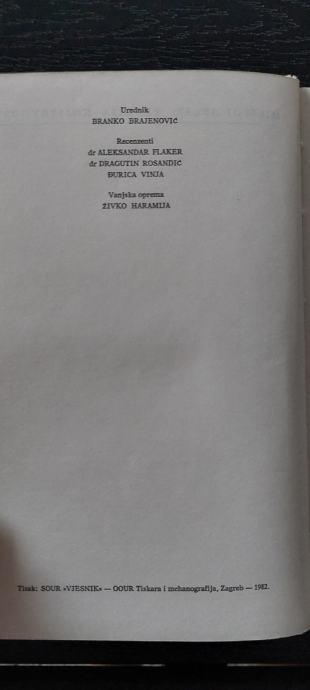 Urednik
BRANKO BRAJENOVIĆ
Recenzenti
dr ALEKSANDAR FLAKER
dr DRAGUTIN ROSANDIĆ
ĐURICA VINJA
Vanjska oprema
ŽIVKO HARAMIJA
Tisak: SOUR »VJESNIK« — OOUR Tiskara i mehanografija, Zagreb — 1982.